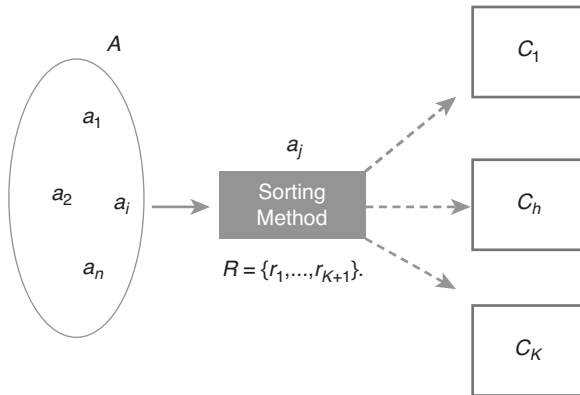 A
a1
a2
ai
an
aj
Sorting
Method
R = {r1,...,rK+1}.
C1
Ch
CK